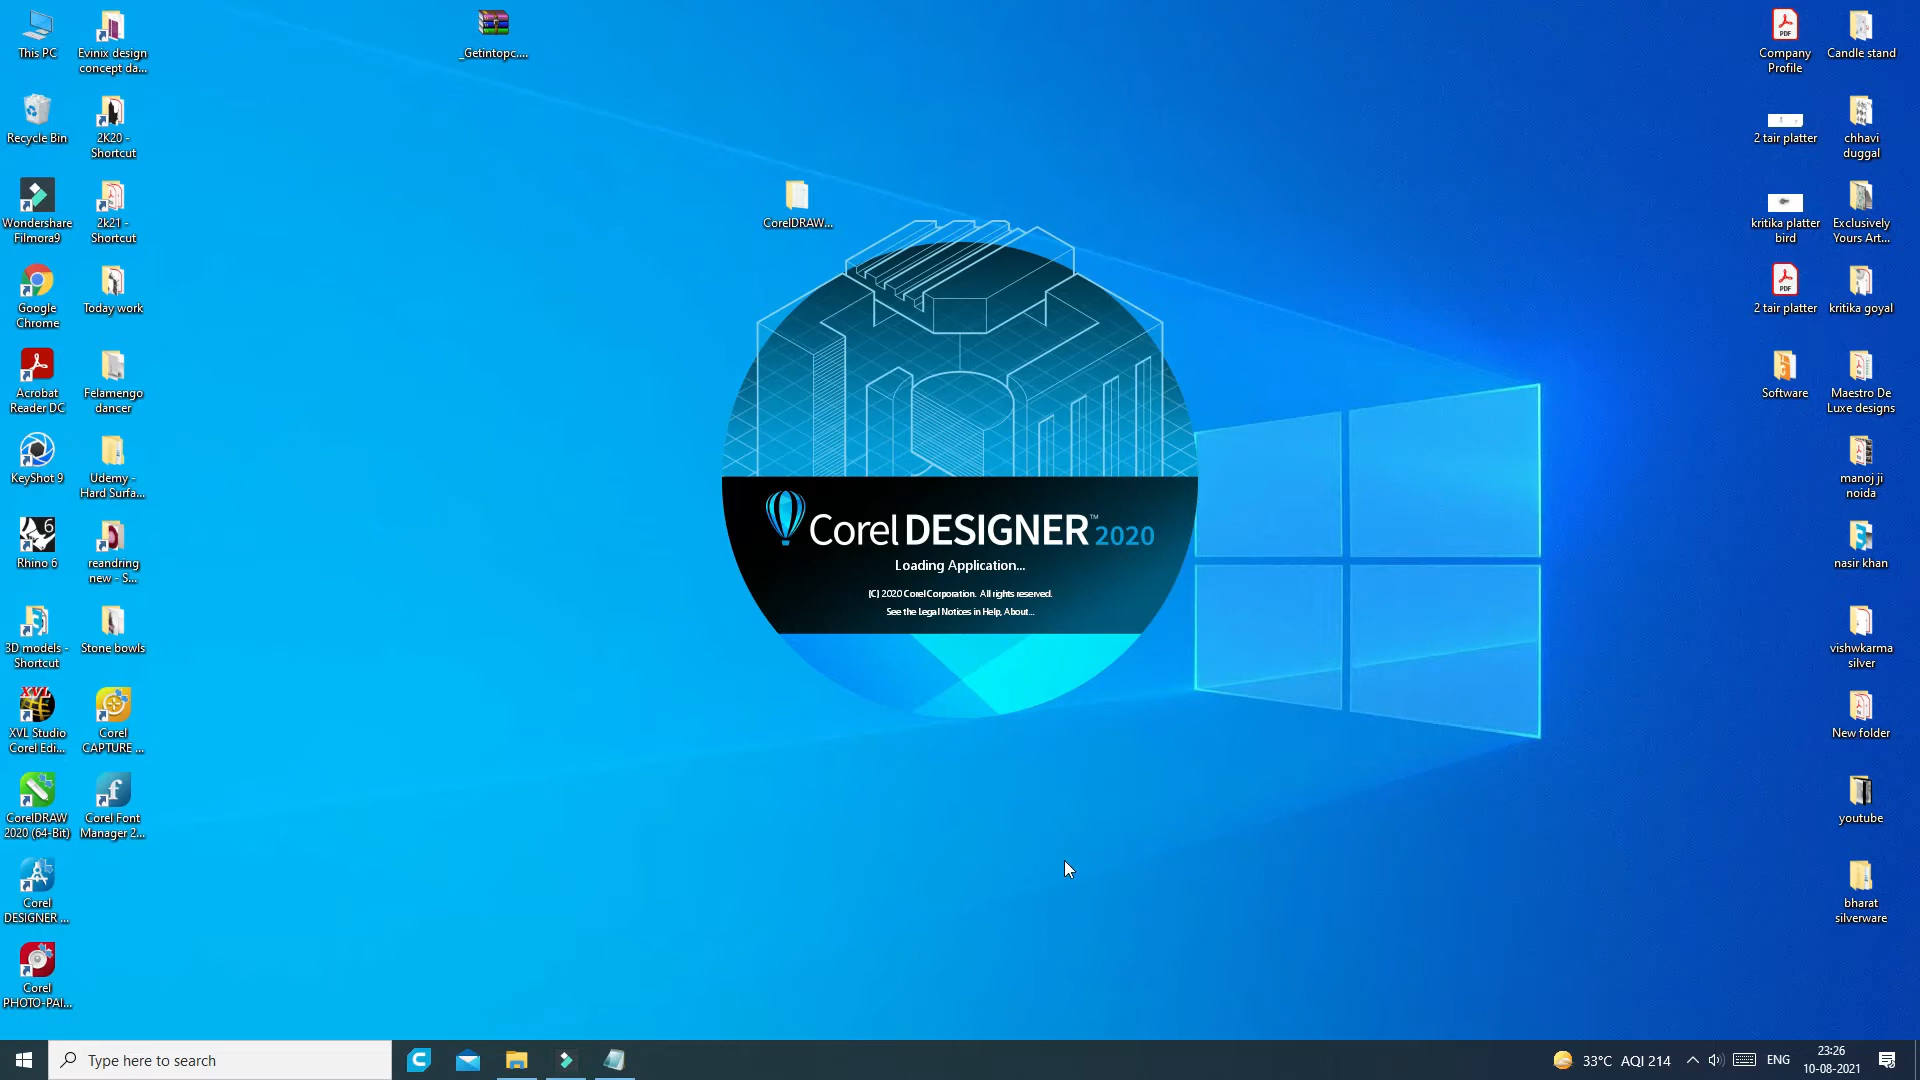 This PC
Evinix design
concept da...
_Getintopc....
Company
Profile
Candle stand
Recycle Bin
2K20 -
Shortcut
2 tair platter
chhavi
duggal
Wondershare
Filmora9
2k21 -
Shortcut
CorelDRAW...
kritika platter
bird
Exclusively
Yours Art...
Google
Chrome
Today work
2 tair platter
kritika goyal
Acrobat
Reader DC
Felamengo
dancer
Software
Maestro De
Luxe designs
KeyShot 9
Udemy -
Hard Surfa...
manoj ji
noida
Corel DESIGNER™ 2020
Loading Application...
(C) 2020 Corel Corporation. All rights reserved.
See the Legal Notices in Help, About...
Rhino 6
reandring
new - S...
nasir khan
3D models -
Shortcut
Stone bowls
vishwkarma
silver
XVL Studio
Corel Edi...
Corel
CAPTURE ...
New folder
CorelDRAW
2020 (64-Bit)
Corel Font
Manager 2...
youtube
Corel
DESIGNER ...
bharat
silverware
Corel
PHOTO-PAI...
Type here to search
33°C AQI 214
ENG
23:26
10-08-2021